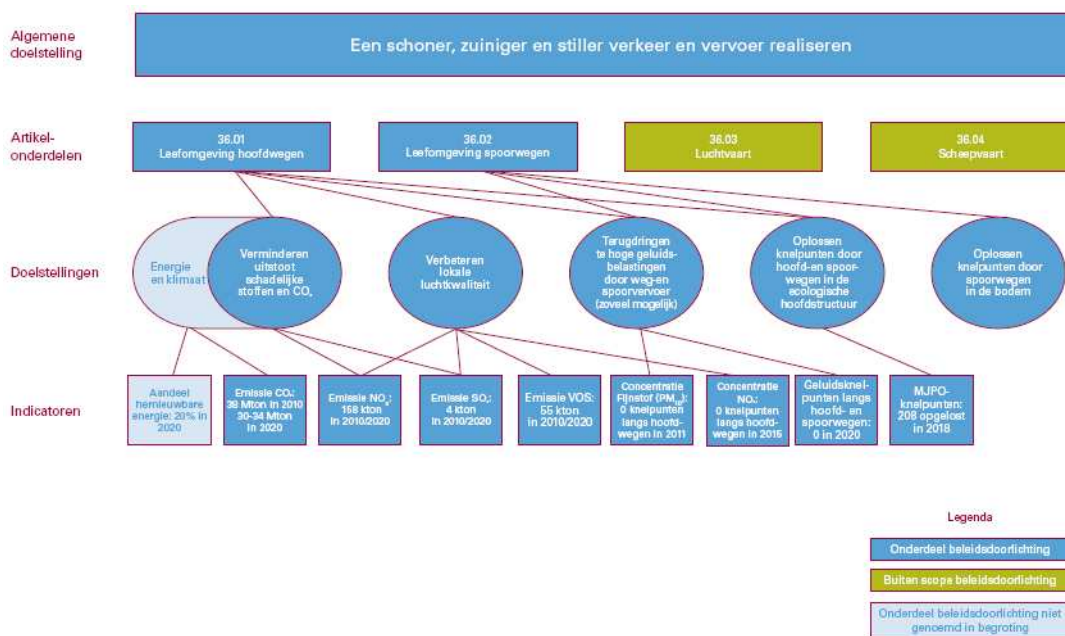 Algemene
doelstelling
Een schoner, zuiniger en stiller verkeer en vervoer realiseren
Artikel-
onderdelen
36.01
Leefomgeving hoofdwegen
36.02
Leefomgeving spoorwegen
36.03
Luchtvaart
36.04
Scheepvaart
Doelstellingen
Energie
en klimaat
Verminderen
uitstoot
schadelijke
stoffen en CO₂
Verbeteren
lokale
luchtkwaliteit
Terugdringen
te hoge geluids-
belastingen
door weg-en
spoorvervoer
(zoveel mogelijk)
Oplossen
knelpunten door
hoofd-en spoor-
wegen in de
ecologische
hoofdstructuur
Oplossen
knelpunten door
spoorwegen
in de bodem
Indicatoren
Aandeel
hernieuwbare
energie: 20% in
2020
Emissie CO₂:
38 Mton in 2010
30-34 Mton
in 2020
Emissie NOₓ:
158 kton
in 2010/2020
Emissie SO₂:
4 kton
in 2010/2020
Emissie VOS:
55 kton
in 2010/2020
Concentratie
Fijnstof (PM₁₀):
0 knelpunten
langs hoofd-
wegen in 2011
Concentratie
NO₂:
0 knelpunten
langs hoofd-
wegen in 2015
Geluidsknel-
punten langs
hoofd- en
spoorwegen:
0 in 2020
MJPO-
knelpunten:
208 opgelost
in 2018
Legenda
Onderdeel beleidsdoorlichting
Buiten scope beleidsdoorlichting
Onderdeel beleidsdoorlichting niet
genoemd in begroting